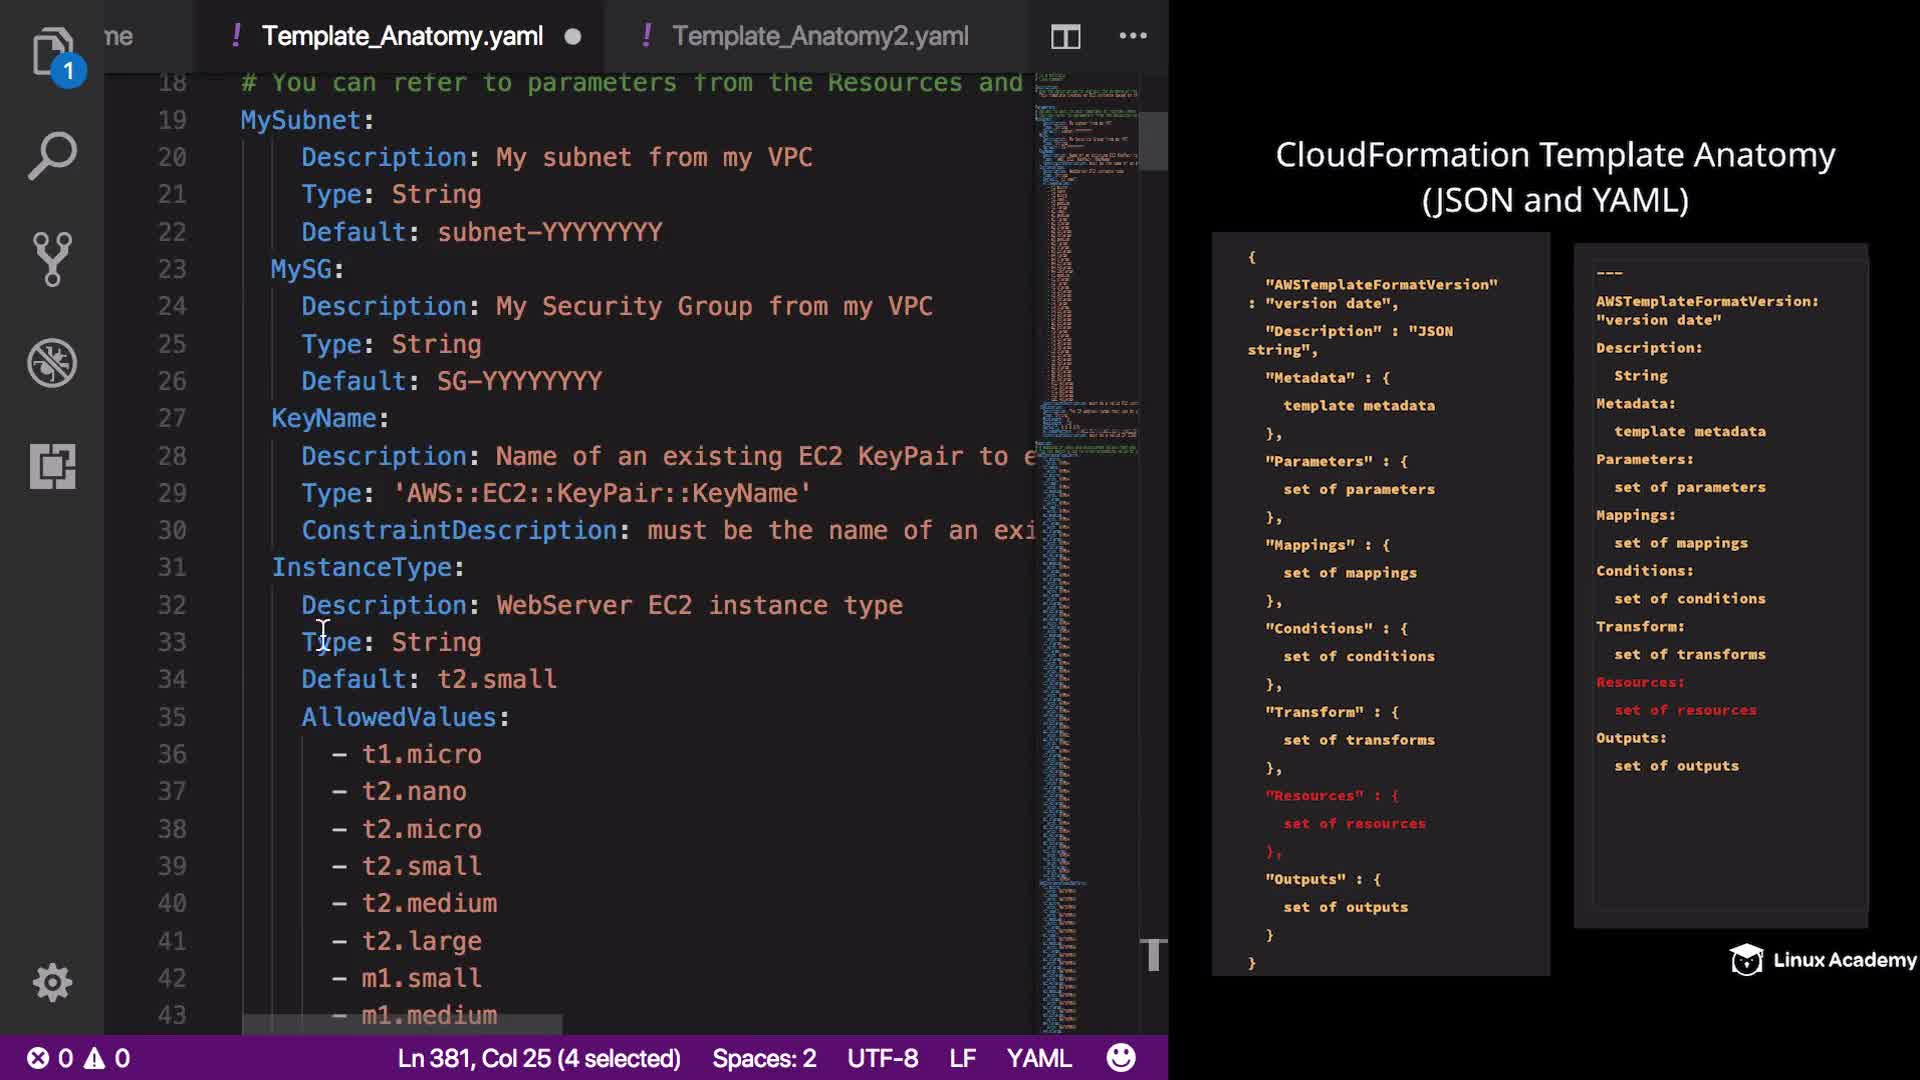 me
! Template_Anatomy.yaml
! Template_Anatomy2.yaml
1
18 # You can refer to parameters from the Resources and
19 MySubnet:
20 Description: My subnet from my VPC
21 Type: String
22 Default: subnet-YYYYYYYY
23 MySG:
24 Description: My Security Group from my VPC
25 Type: String
26 Default: SG-YYYYYYYY
27 KeyName:
28 Description: Name of an existing EC2 KeyPair to e
29 Type: 'AWS::EC2::KeyPair::KeyName'
30 ConstraintDescription: must be the name of an exi
31 InstanceType:
32 Description: WebServer EC2 instance type
33 Type: String
34 Default: t2.small
35 AllowedValues:
36 - t1.micro
37 - t2.nano
38 - t2.micro
39 - t2.small
40 - t2.medium
41 - t2.large
42 - m1.small
43 - m1.medium
0 0
Ln 381, Col 25 (4 selected)
Spaces: 2
UTF-8
LF
YAML
CloudFormation Template Anatomy
(JSON and YAML)
{
"AWSTemplateFormatVersion"
: "version date",
"Description" : "JSON
string",
"Metadata" : {
template metadata
},
"Parameters" : {
set of parameters
},
"Mappings" : {
set of mappings
},
"Conditions" : {
set of conditions
},
"Transform" : {
set of transforms
},
"Resources" : {
set of resources
},
"Outputs" : {
set of outputs
}
}
---
AWSTemplateFormatVersion:
"version date"
Description:
String
Metadata:
template metadata
Parameters:
set of parameters
Mappings:
set of mappings
Conditions:
set of conditions
Transform:
set of transforms
Resources:
set of resources
Outputs:
set of outputs
T
Linux Academy